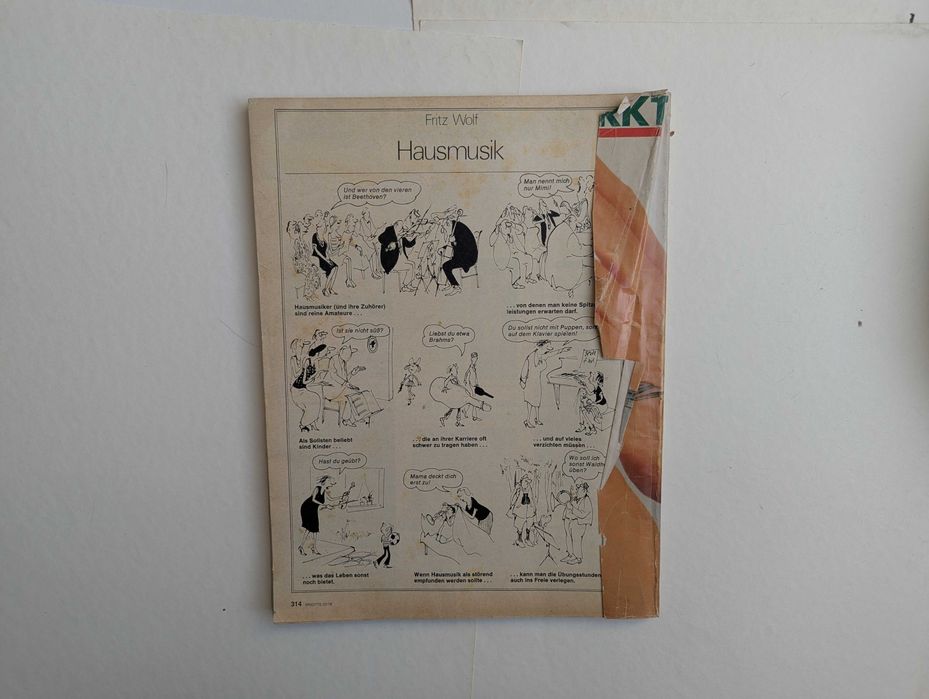 Fritz Wolf
Hausmusik
KKT
Und wer von den vieren
ist Beethoven?
Man nennt mich
nur Mimi!
Hausmusiker (und ihre Zuhörer)
sind reine Amateure . . .
. . . von denen man keine Spitzen
leistungen erwarten darf.
Ist sie nicht süß?
Liebst du etwa
Brahms?
Du sollst nicht mit Puppen,
auf dem Klavier spielen!
Als Solisten beliebt
sind Kinder . . .
. . . die an ihrer Karriere oft
schwer zu tragen haben . . .
. . . und auf vieles
verzichten müssen . . .
Hast du geübt?
Mama deckt dich
erst zu!
Wo soll ich
sonst Waldh
üben?
. . . was das Leben sonst
noch bietet.
Wenn Hausmusik als störend
empfunden werden sollte . . .
. . . kann man die Übungsstunden
auch ins Freie verlegen.
314 BRIGITTE